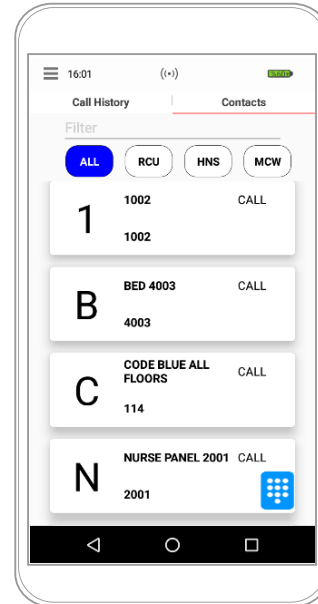 16:01
Call History
Contacts
Filter
ALL
RCU
HNS
MCW
1
1002
CALL
1002
B
BED 4003
CALL
4003
C
CODE BLUE ALL
FLOORS
CALL
114
N
NURSE PANEL 2001
CALL
2001